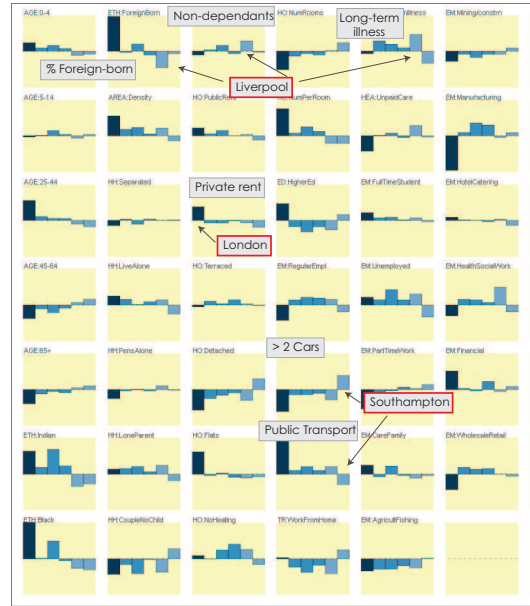 AGE:0-4
ETH:ForeignBorn
Non-dependants
HO:NumRooms
Long-term
illness
EM:Mining/constrn
% Foreign-born
Liverpool
AGE:5-14
AREA:Density
HO:PublicRent
HO:NumPerRoom
HEA:UnpaidCare
EM:Manufacturing
AGE:25-44
HH:Separated
Private rent
ED:HigherEd
EM:FullTimeStudent
EM:HotelCatering
London
AGE:45-64
HH:LiveAlone
HO:Terraced
EM:RegularEmpl
EM:Unemployed
EM:HealthSocialWork
> 2 Cars
AGE:65+
HH:PensAlone
HO:Detached
EM:PartTimeWork
EM:Financial
Southampton
Public Transport
ETH:Indian
HH:LoneParent
HO:Flats
EM:CareFamily
EM:WholesaleRetail
ETH:Black
HH:CoupleNoChild
HO:NoHeating
TR:WorkFromHome
EM:AgricultFishing